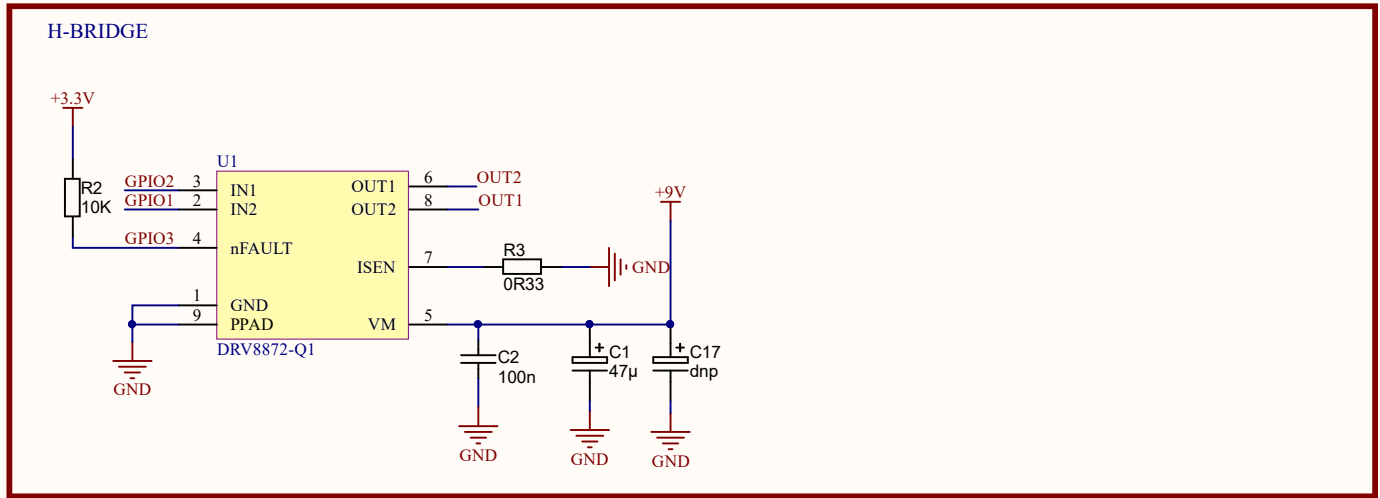 H-BRIDGE
+3.3V
R2
10K
U1
GPIO2 3 IN1
GPIO1 2 IN2
GPIO3 4 nFAULT
1 GND
9 PPAD
GND
OUT1 6 OUT2
OUT2 8 OUT1
ISEN 7
R3
0R33
GND
VM 5
+9V
DRV8872-Q1
C2
100n
GND
+ C1
47µ
GND
+ C17
dnp
GND